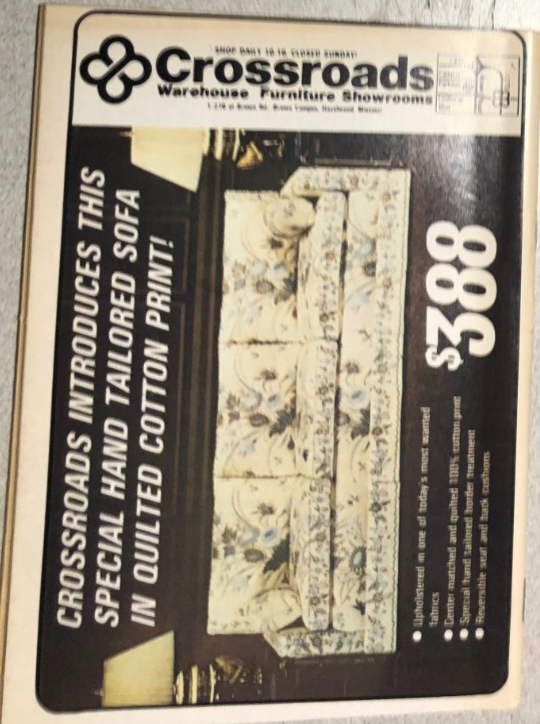 SHOP DAILY 10-10, CLOSED SUNDAY!
Crossroads
Warehouse Furniture Showrooms
CROSSROADS INTRODUCES THIS
SPECIAL HAND TAILORED SOFA
IN QUILTED COTTON PRINT!
$388
• Upholstered in one of today's most wanted
fabrics
• Center matched and quilted 100% cotton print
• Special hand tailored border treatment
• Reversible seat and back cushions